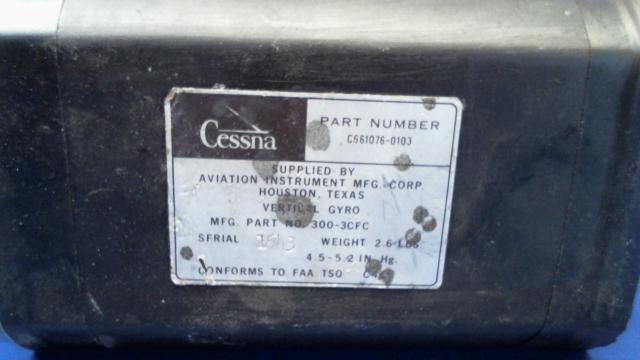 Cessna
PART NUMBER
C661076-0103
SUPPLIED BY
AVIATION INSTRUMENT MFG. CORP.
HOUSTON, TEXAS
VERTICAL GYRO
MFG. PART NO. 300-3CFC
SERIAL WEIGHT 2.6 LBS
4.5-5.2 IN. Hg.
CONFORMS TO FAA TSO